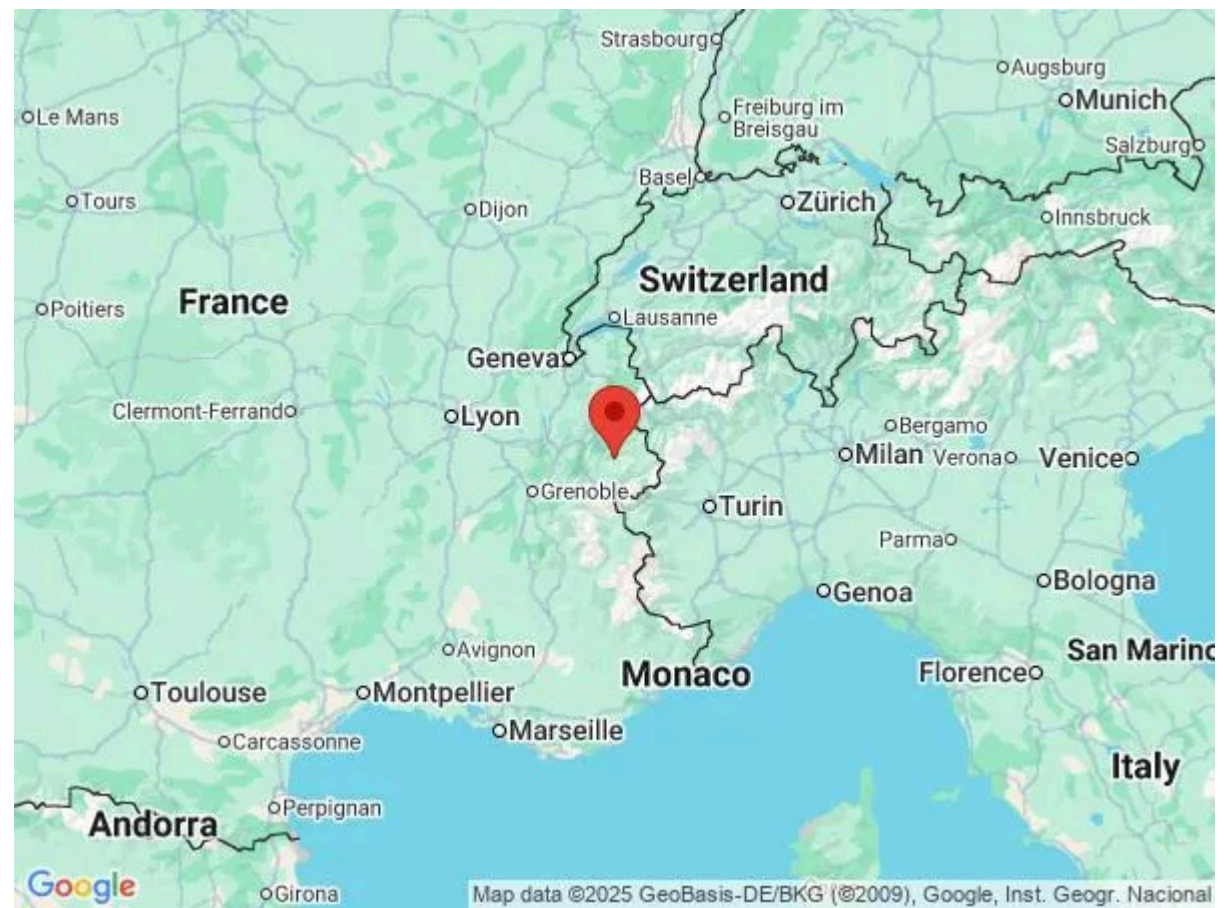 Strasbourg
Augsburg
Munich
Le Mans
Freiburg im
Breisgau
Salzburg
Basel
Tours
Dijon
Zürich
Innsbruck
Switzerland
France
Poitiers
Lausanne
Geneva
Clermont-Ferrand
Lyon
Bergamo
Milan
Verona
Venice
Grenoble
Turin
Parma
Bologna
Genoa
Avignon
San Marino
Monaco
Florence
Toulouse
Montpellier
Marseille
Carcassonne
Italy
Perpignan
Andorra
Google
Girona
Map data ©2025 GeoBasis-DE/BKG (©2009), Google, Inst. Geogr. Nacional